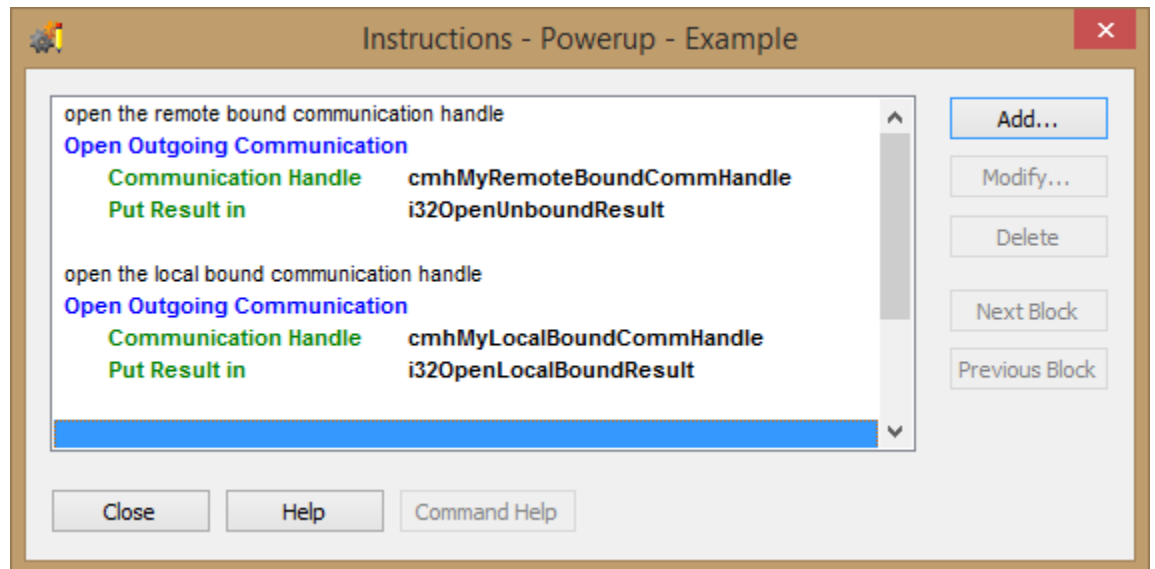 Instructions - Powerup - Example
open the remote bound communication handle
Open Outgoing Communication
Communication Handle cmhMyRemoteBoundCommHandle
Put Result in i32OpenUnboundResult
open the local bound communication handle
Open Outgoing Communication
Communication Handle cmhMyLocalBoundCommHandle
Put Result in i32OpenLocalBoundResult
Add...
Modify...
Delete
Next Block
Previous Block
Close Help Command Help